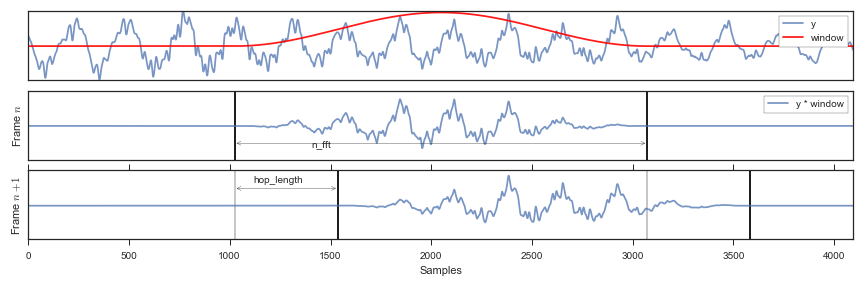 y
window
Frame n
y * window
n_fft
Frame n + 1
hop_length
0 500 1000 1500 2000 2500 3000 3500 4000
Samples